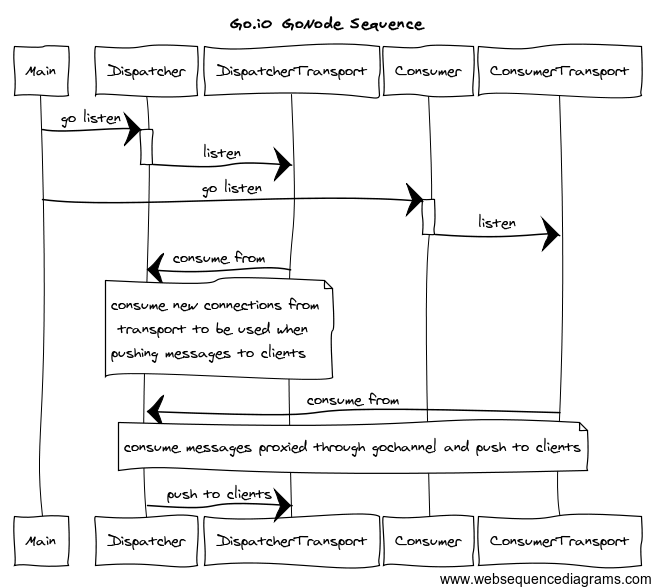 Go.io GoNode Sequence
Main
Dispatcher
DispatcherTransport
Consumer
ConsumerTransport
go listen
listen
go listen
listen
consume from
consume new connections from
transport to be used when
pushing messages to clients
consume from
consume messages proxied through gochannel and push to clients
push to clients
Main
Dispatcher
DispatcherTransport
Consumer
ConsumerTransport
www.websequencediagrams.com